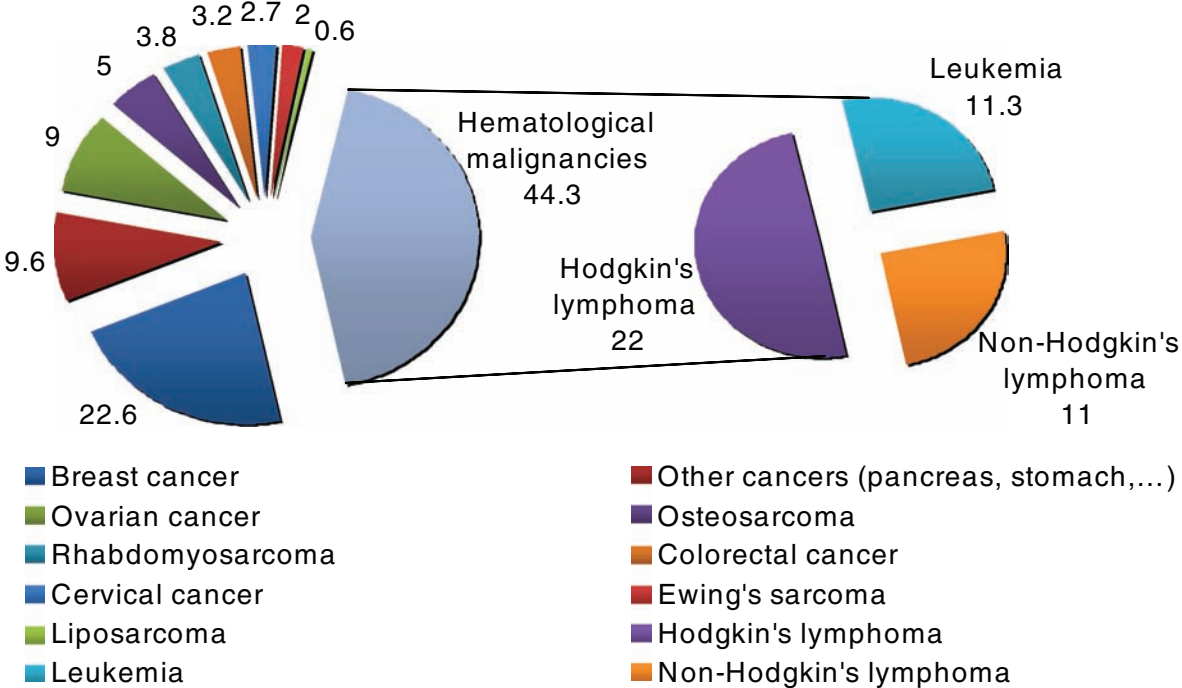 3.2
2.7
2
0.6
3.8
5
9
9.6
22.6
Hematological
malignancies
44.3
Hodgkin's
lymphoma
22
Leukemia
11.3
Non-Hodgkin's
lymphoma
11
Breast cancer
Other cancers (pancreas, stomach,...)
Ovarian cancer
Osteosarcoma
Rhabdomyosarcoma
Colorectal cancer
Cervical cancer
Ewing's sarcoma
Liposarcoma
Hodgkin's lymphoma
Leukemia
Non-Hodgkin's lymphoma